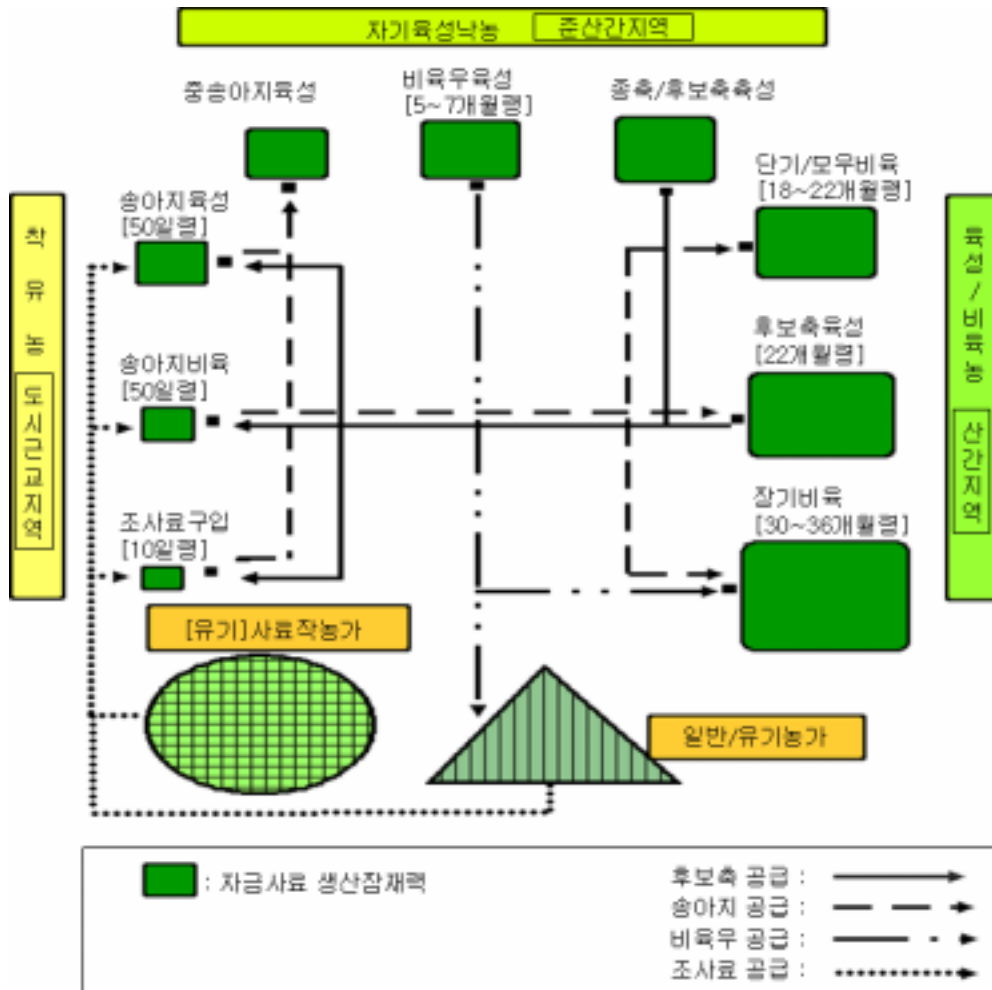 자기육성낙농 준산간지역
중송아지육성
비육우육성
[5~7개월령]
종축/후보축축성
단기/모우비육
[18~22개월령]
송아지육성
[50일령]
착유농 도시근교지역
육성/비육농 산간지역
후보축육성
[22개월령]
송아지비육
[50일령]
장기비육
[30~36개월령]
조사료구입
[10일령]
[유기]사료작농가
일반/유기농가
: 자급사료 생산잠재력
후보축 공급 :
송아지 공급 :
비육우 공급 :
조사료 공급 :